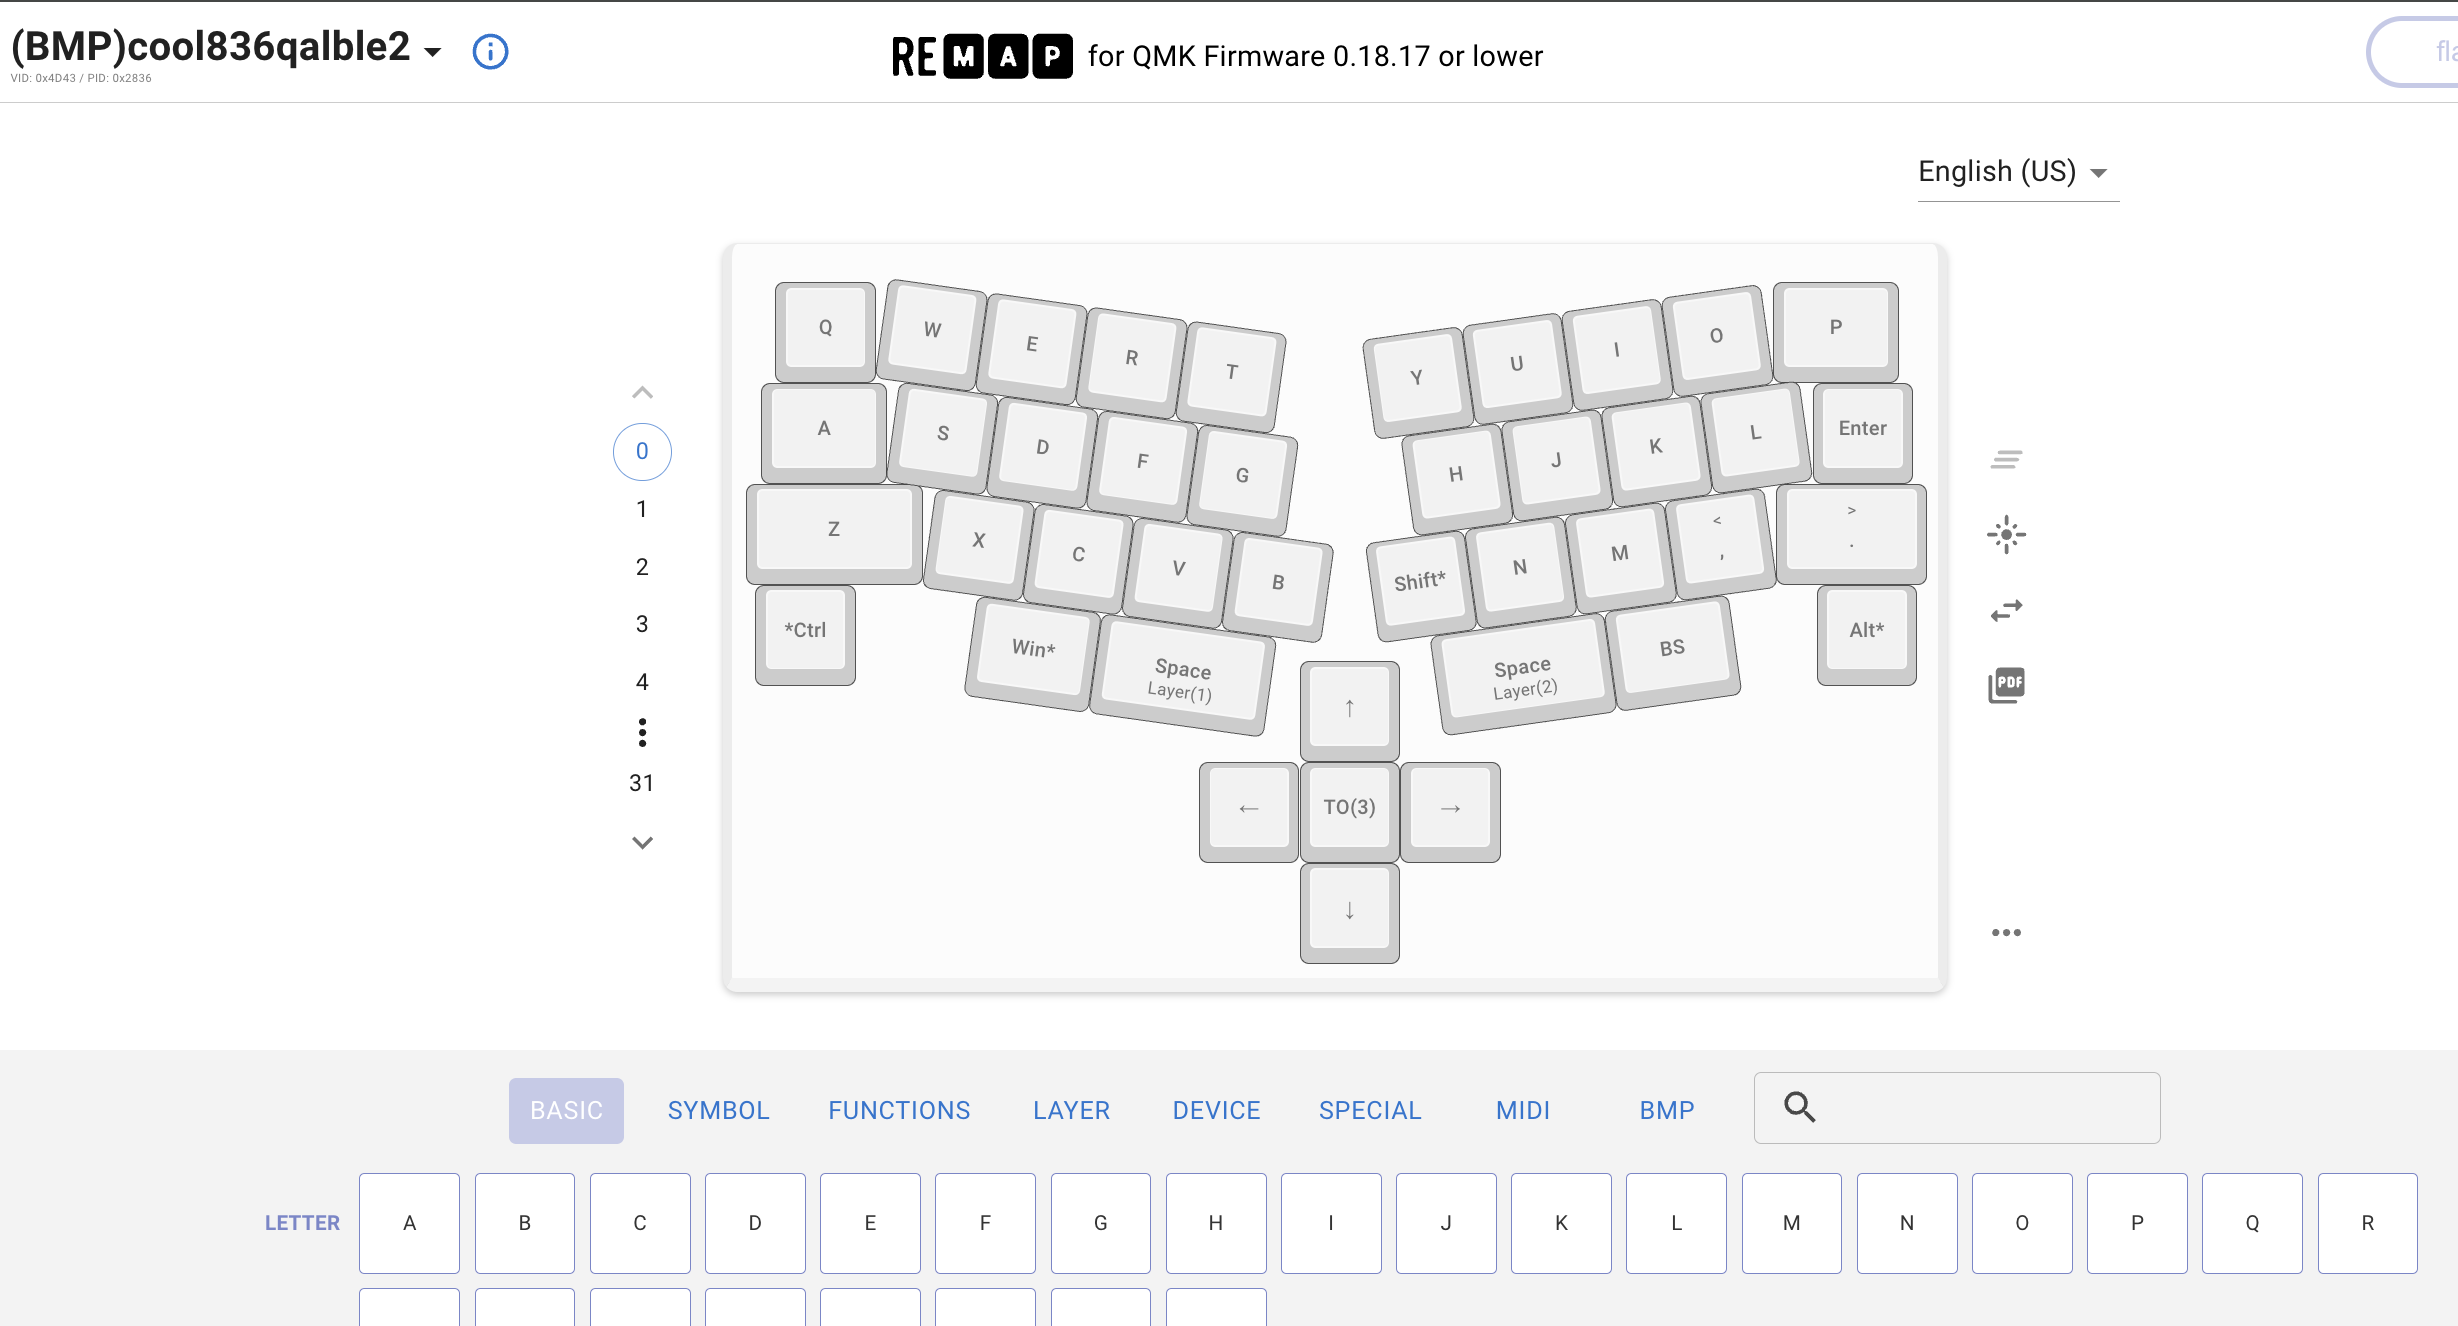 (BMP)cool836qalble2
VID: 0x4D43 / PID: 0x2836
REMAP for QMK Firmware 0.18.17 or lower
English (US)
Q W E R T Y U I O P
A S D F G H J K L Enter
Z X C V B Shift* N M < , > .
*Ctrl Win* Space Layer(1) Space Layer(2) BS Alt*
↑
← TO(3) →
↓
0
1
2
3
4
31
PDF
BASIC SYMBOL FUNCTIONS LAYER DEVICE SPECIAL MIDI BMP
LETTER A B C D E F G H I J K L M N O P Q R